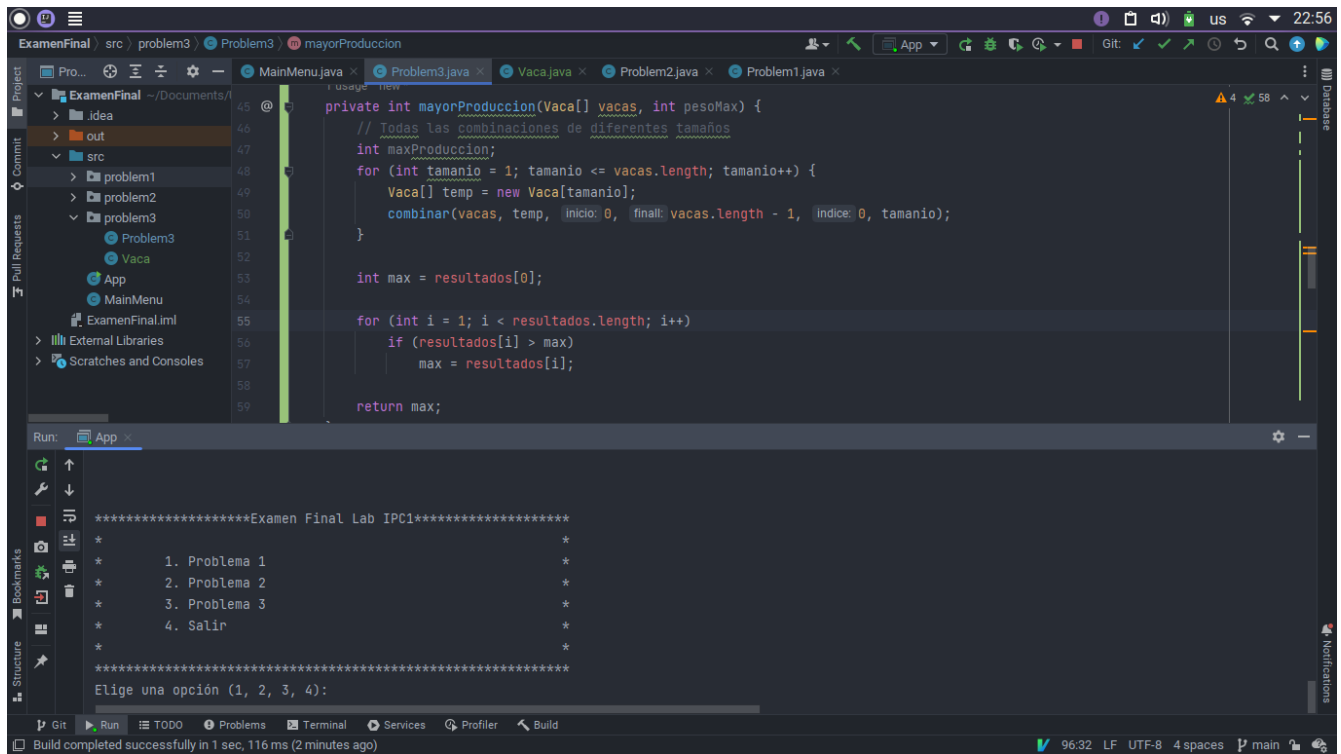 us 22:56
ExamenFinal 〉 src 〉 problem3 〉 Problem3 〉 mayorProduccion
App
Git:
Project
Pro...
MainMenu.java × Problem3.java × Vaca.java × Problem2.java × Problem1.java ×
Database
ExamenFinal ~/Documents/
.idea
out
src
problem1
problem2
problem3
Problem3
Vaca
App
MainMenu
ExamenFinal.iml
External Libraries
Scratches and Consoles
Commit
Pull Requests
4 58
1 usage new
45 @ private int mayorProduccion(Vaca[] vacas, int pesoMax) {
46 // Todas las combinaciones de diferentes tamaños
47 int maxProduccion;
48 for (int tamanio = 1; tamanio <= vacas.length; tamanio++) {
49 Vaca[] temp = new Vaca[tamanio];
50 combinar(vacas, temp, inicio: 0, finall: vacas.length - 1, indice: 0, tamanio);
51 }
52
53 int max = resultados[0];
54
55 for (int i = 1; i < resultados.length; i++)
56 if (resultados[i] > max)
57 max = resultados[i];
58
59 return max;
Run: App ×
********************Examen Final Lab IPC1********************
* *
* 1. Problema 1 *
* 2. Problema 2 *
* 3. Problema 3 *
* 4. Salir *
* *
*************************************************************
Elige una opción (1, 2, 3, 4):
Bookmarks
Structure
Notifications
Git Run TODO Problems Terminal Services Profiler Build
Build completed successfully in 1 sec, 116 ms (2 minutes ago) 96:32 LF UTF-8 4 spaces main